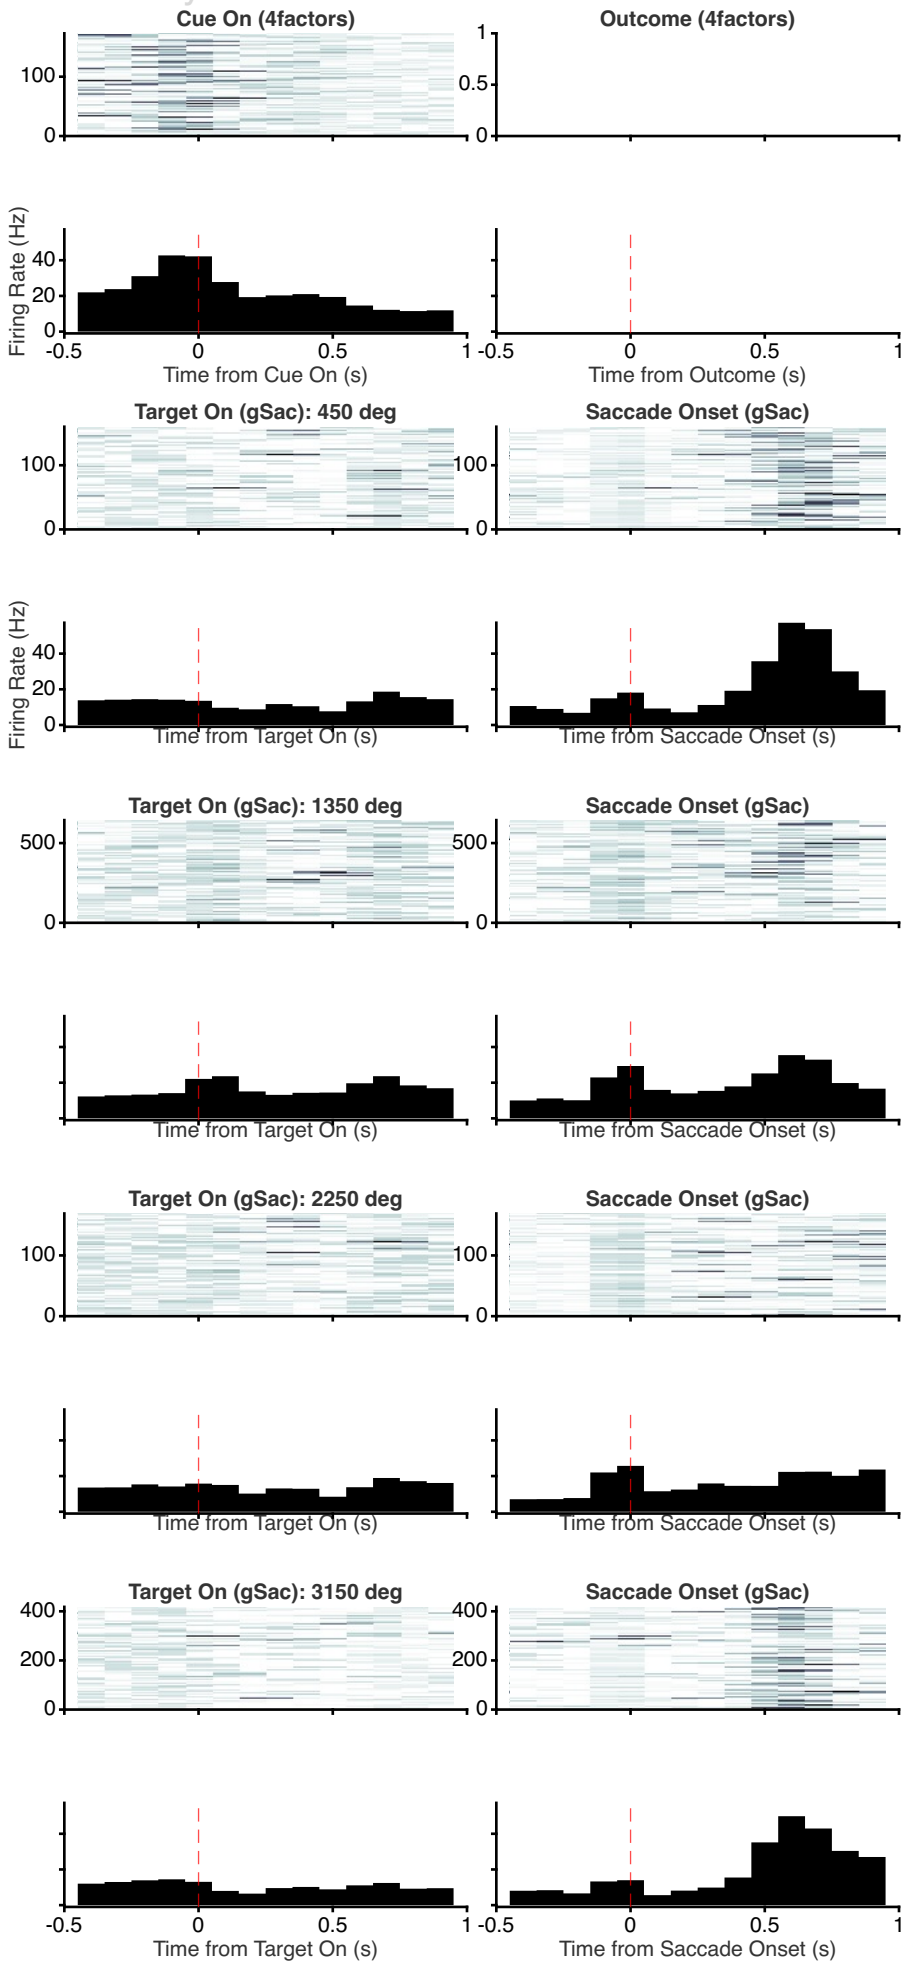 Cue On (4factors) Outcome (4factors)
100
0
1
0.5
0
Firing Rate (Hz)
40
20
0
-0.5 0 0.5 1 -0.5 0 0.5 1
Time from Cue On (s) Time from Outcome (s)
Target On (gSac): 450 deg Saccade Onset (gSac)
100 100
0 0
Firing Rate (Hz)
40
20
0
Time from Target On (s) Time from Saccade Onset (s)
Target On (gSac): 1350 deg Saccade Onset (gSac)
500 500
0 0
Time from Target On (s) Time from Saccade Onset (s)
Target On (gSac): 2250 deg Saccade Onset (gSac)
100 100
0 0
Time from Target On (s) Time from Saccade Onset (s)
Target On (gSac): 3150 deg Saccade Onset (gSac)
400 400
200 200
0 0
-0.5 0 0.5 1 -0.5 0 0.5 1
Time from Target On (s) Time from Saccade Onset (s)